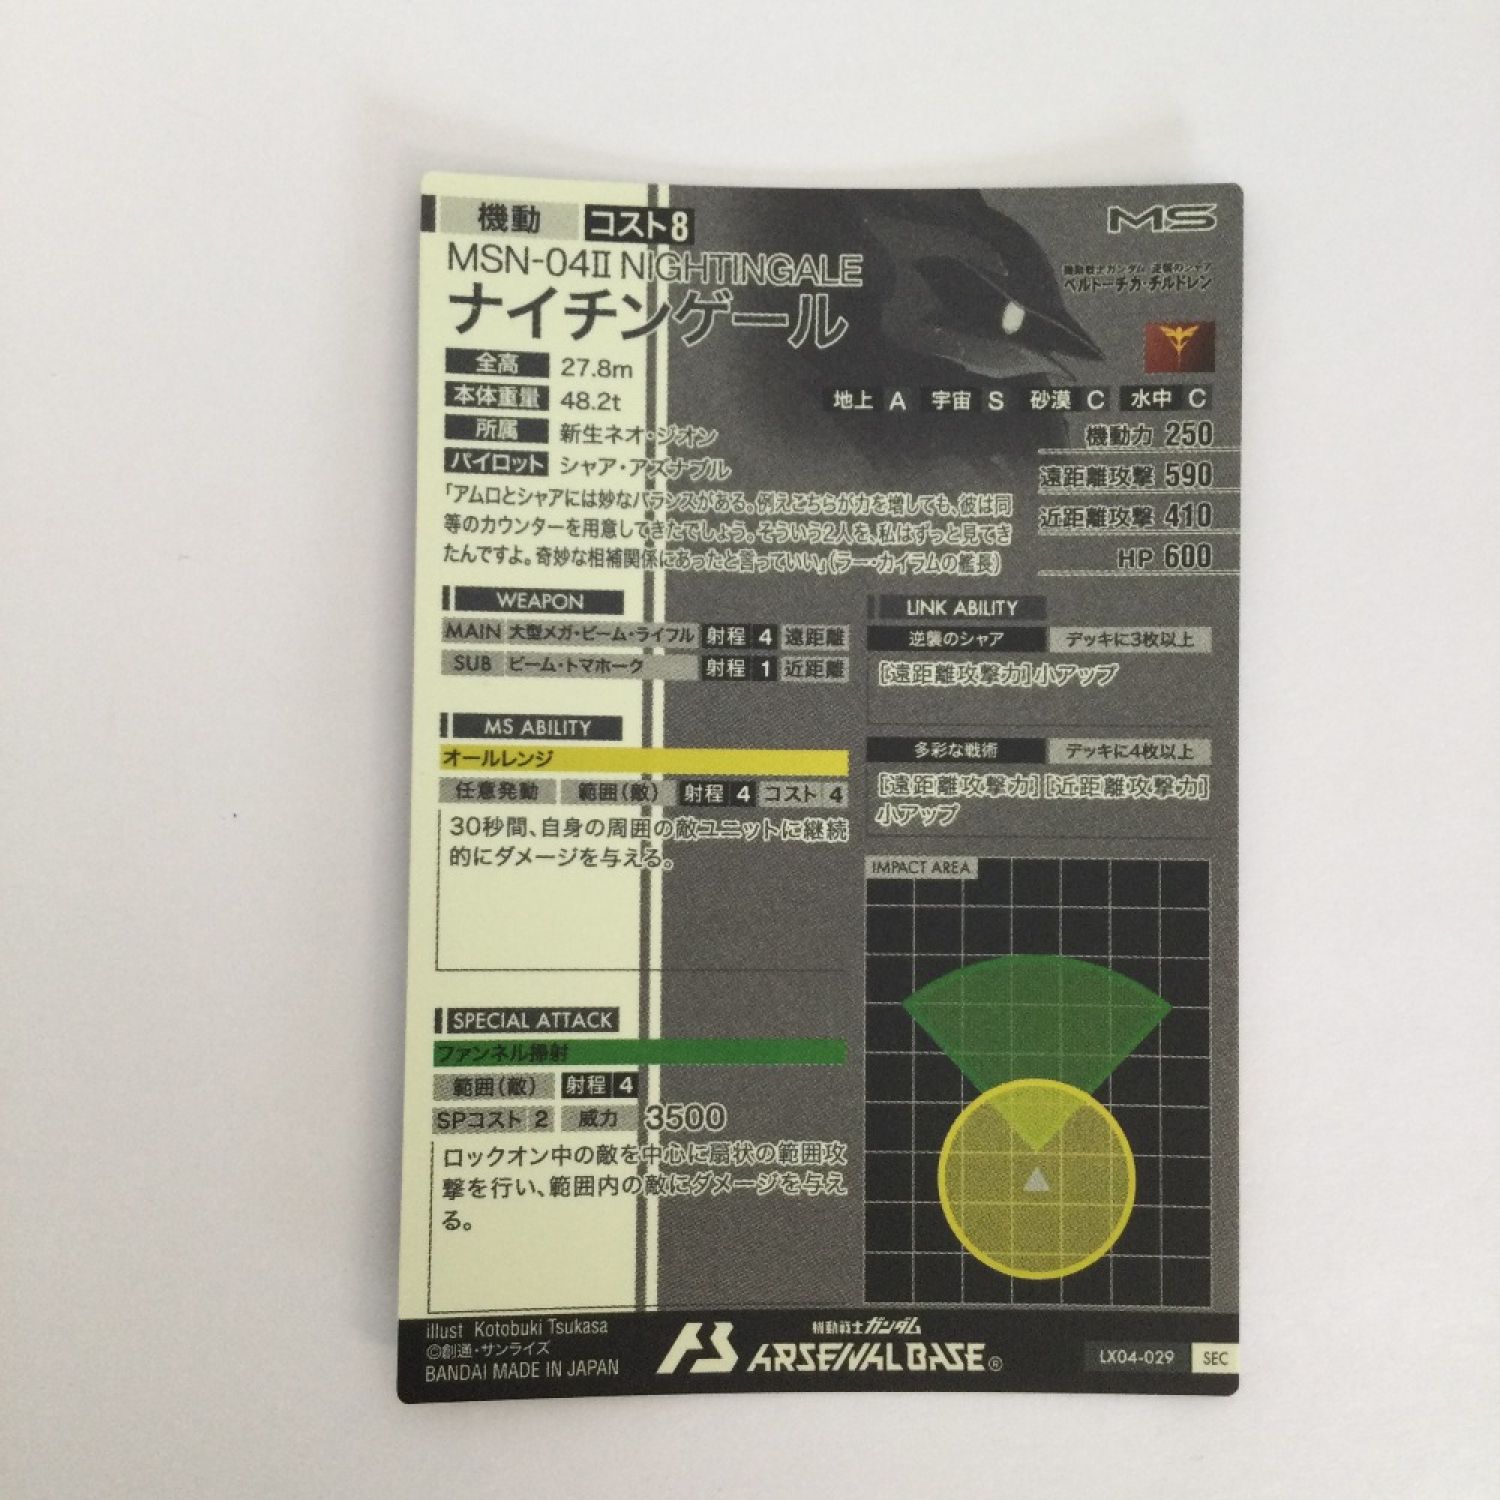 機動 コスト8
MSN-04Ⅱ NIGHTINGALE
ナイチンゲール
MS
機動戦士ガンダム 逆襲のシャア
ベルトーチカ・チルドレン
全高 27.8m
本体重量 48.2t
所属 新生ネオ・ジオン
パイロット シャア・アズナブル
「アムロとシャアには妙なバランスがある。例えこちらが力を増しても、彼は同
等の力カウンターを用意してきたでしょう。そういう2人を、私はずっと見てき
たんですよ。奇妙な相補関係にあったと言っていい」(ラー・カイラムの艦長)
地上 A 宇宙 S 砂漠 C 水中 C
機動力 250
遠距離攻撃 590
近距離攻撃 410
HP 600
WEAPON
MAIN 大型メガ・ビーム・ライフル 射程 4 遠距離
SUB ビーム・トマホーク 射程 1 近距離
MS ABILITY
オールレンジ
任意発動 範囲(敵) 射程 4 コスト 4
30秒間、自身の周囲の敵ユニットに継続
的にダメージを与える。
SPECIAL ATTACK
ファンネル掃射
範囲(敵) 射程 4
SPコスト 2 威力 3500
ロックオン中の敵を中心に扇状の範囲攻
撃を行い、範囲内の敵にダメージを与え
る。
LINK ABILITY
逆襲のシャア デッキに3枚以上
[遠距離攻撃力]小アップ
多彩な戦術 デッキに4枚以上
[遠距離攻撃力][近距離攻撃力]
小アップ
IMPACT AREA
illust Kotobuki Tsukasa
©創通・サンライズ
BANDAI MADE IN JAPAN
AB 機動戦士ガンダム
ARSENAL BASE®
LX04-029 SEC